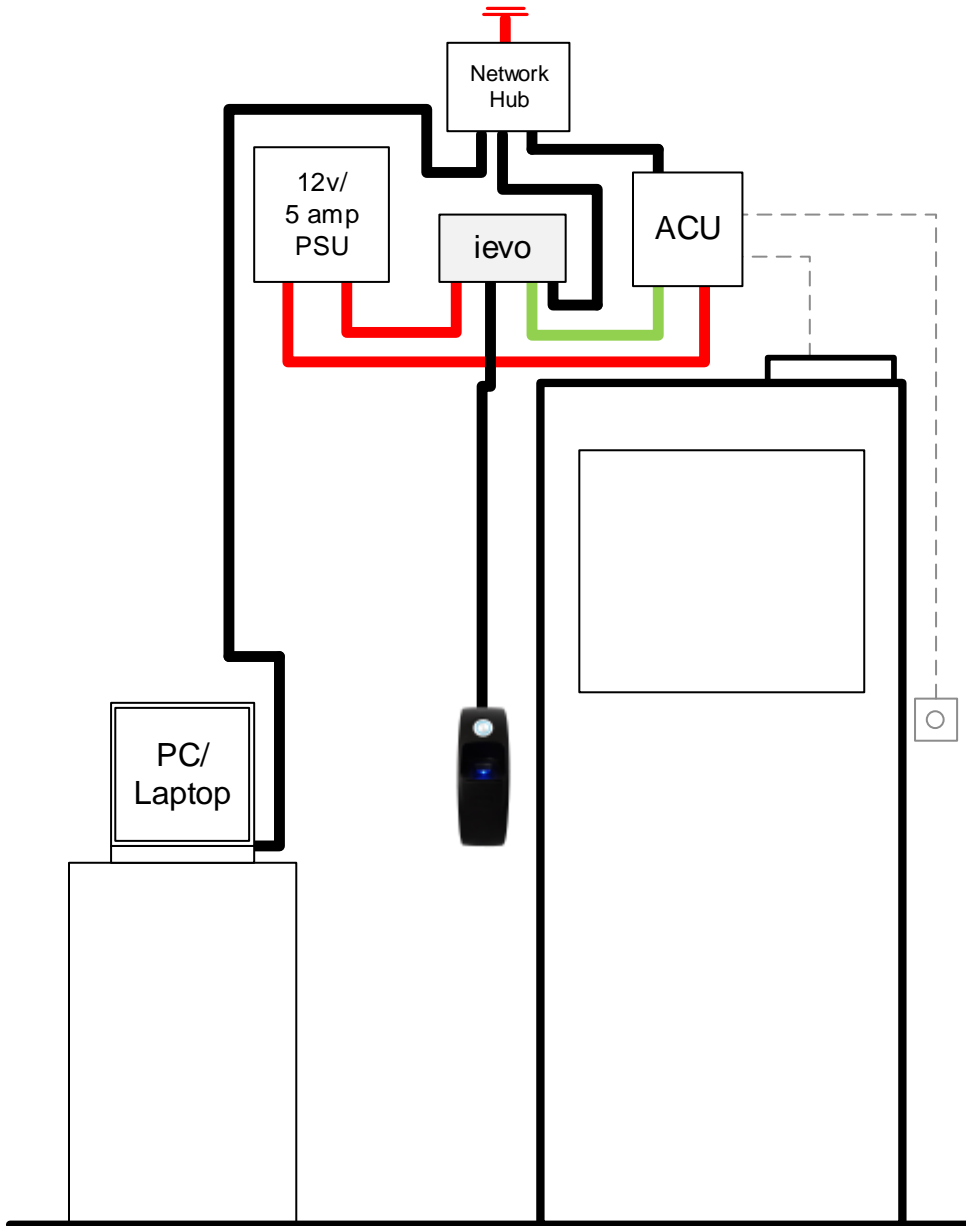 Network
Hub
12v/
5 amp
PSU
ievo
ACU
PC/
Laptop